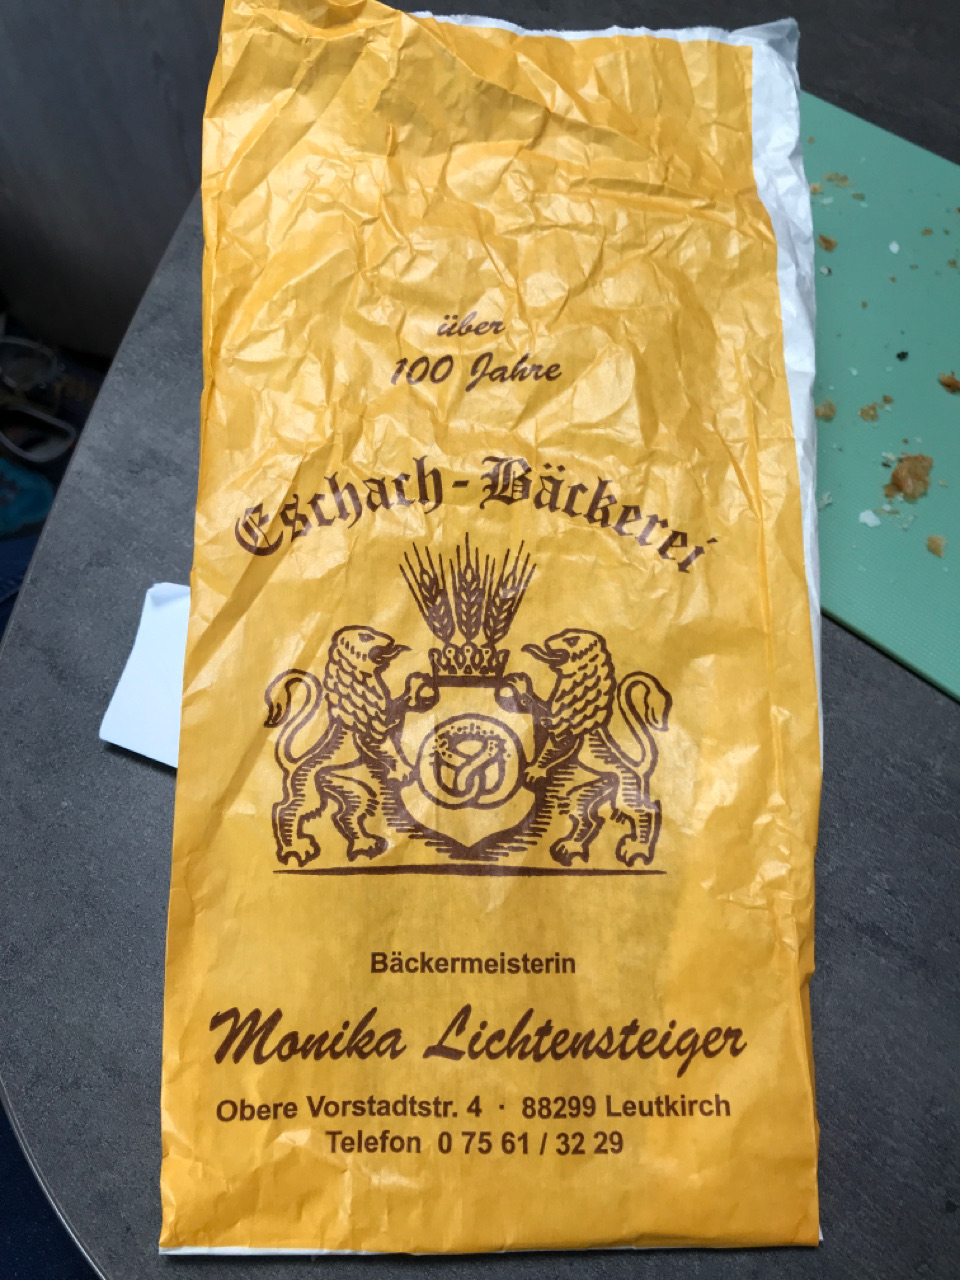 über
100 Jahre
Eschach-Bäckerei
Bäckermeisterin
Monika Lichtensteiger
Obere Vorstadtstr. 4 · 88299 Leutkirch
Telefon 0 75 61 / 32 29